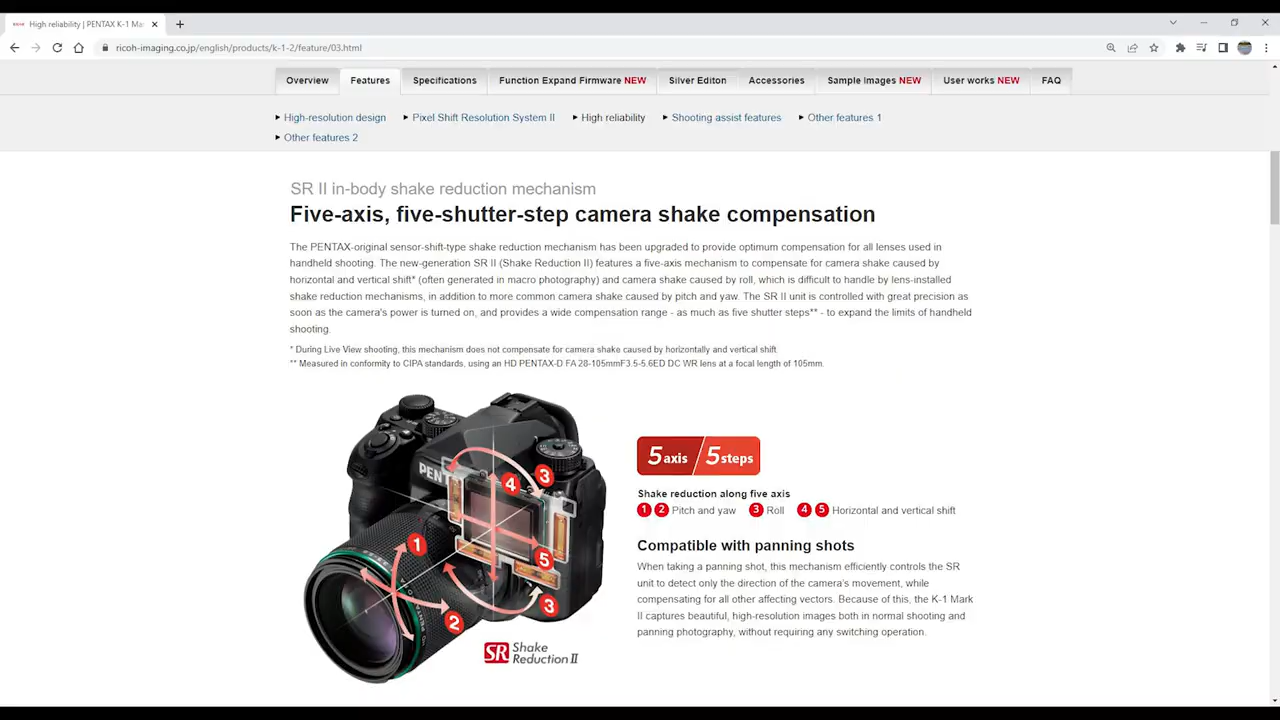 High reliability | PENTAX K-1 Ma
ricoh-imaging.co.jp/english/products/k-1-2/feature/03.html
Overview Features Specifications Function Expand Firmware NEW Silver Editon Accessories Sample Images NEW User works NEW FAQ
High-resolution design Pixel Shift Resolution System II High reliability Shooting assist features Other features 1
Other features 2
SR II in-body shake reduction mechanism
Five-axis, five-shutter-step camera shake compensation
The PENTAX-original sensor-shift-type shake reduction mechanism has been upgraded to provide optimum compensation for all lenses used in
handheld shooting. The new-generation SR II (Shake Reduction II) features a five-axis mechanism to compensate for camera shake caused by
horizontal and vertical shift* (often generated in macro photography) and camera shake caused by roll, which is difficult to handle by lens-installed
shake reduction mechanisms, in addition to more common camera shake caused by pitch and yaw. The SR II unit is controlled with great precision as
soon as the camera's power is turned on, and provides a wide compensation range - as much as five shutter steps** - to expand the limits of handheld
shooting.
* During Live View shooting, this mechanism does not compensate for camera shake caused by horizontally and vertical shift.
** Measured in conformity to CIPA standards, using an HD PENTAX-D FA 28-105mmF3.5-5.6ED DC WR lens at a focal length of 105mm.
PENT
3
4
1
5
2
3
PENTAX
SR Shake
Reduction II
5 axis 5 steps
Shake reduction along five axis
1 2 Pitch and yaw 3 Roll 4 5 Horizontal and vertical shift
Compatible with panning shots
When taking a panning shot, this mechanism efficiently controls the SR
unit to detect only the direction of the camera's movement, while
compensating for all other affecting vectors. Because of this, the K-1 Mark
II captures beautiful, high-resolution images both in normal shooting and
panning photography, without requiring any switching operation.